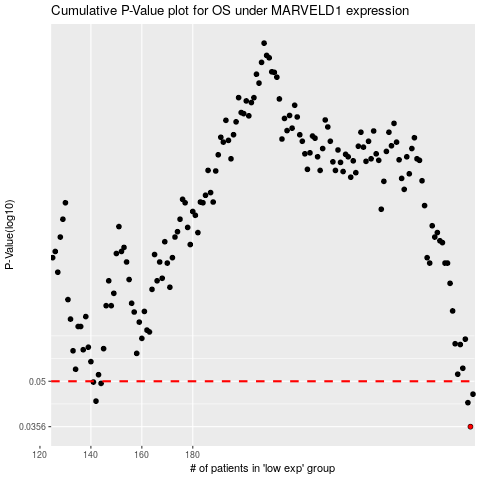 Cumulative P-Value plot for OS under MARVELD1 expression
P-Value(log10)
0.05
0.0356
120 140 160 180
# of patients in 'low exp' group